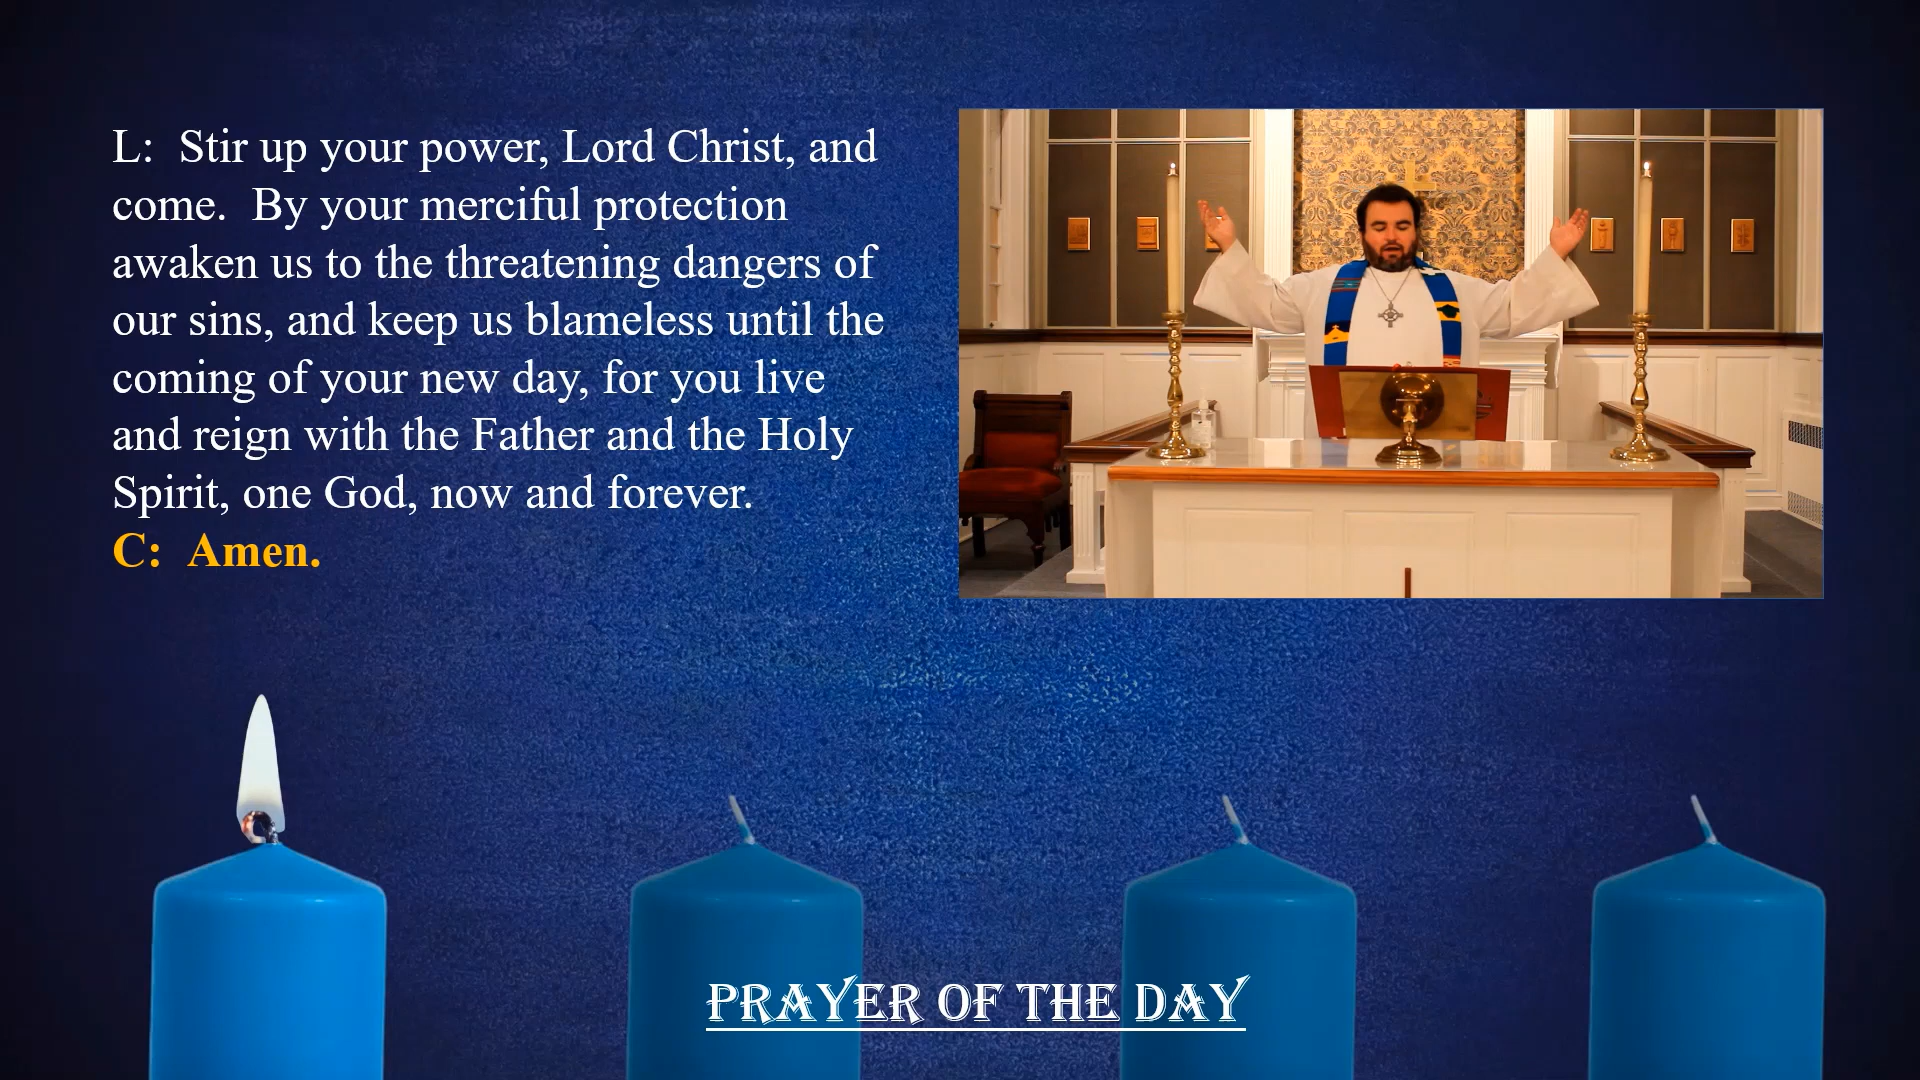 L:  Stir up your power, Lord Christ, and
come.  By your merciful protection
awaken us to the threatening dangers of
our sins, and keep us blameless until the
coming of your new day, for you live
and reign with the Father and the Holy
Spirit, one God, now and forever.
C:  Amen.
PRAYER OF THE DAY